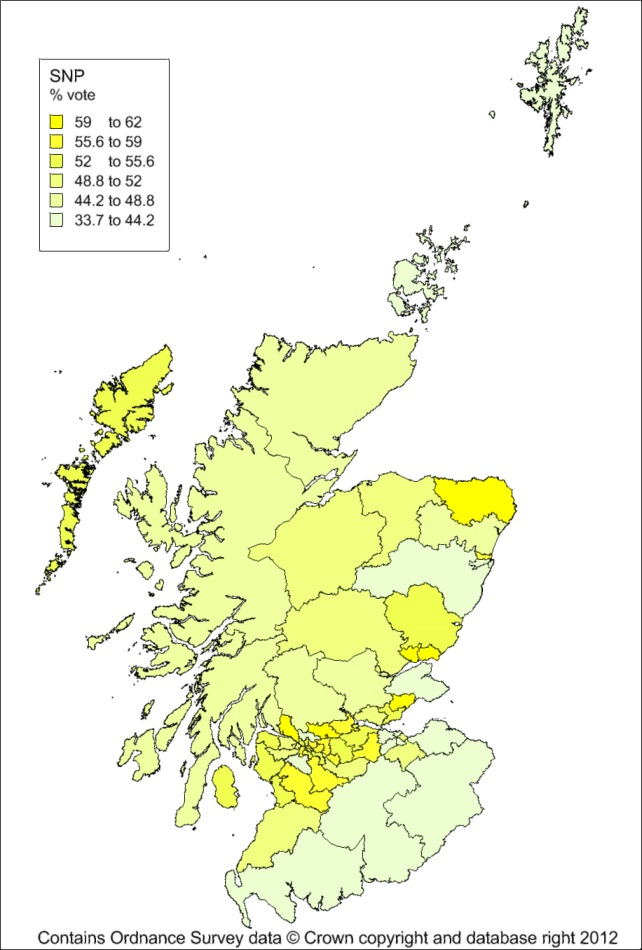 SNP
% vote
59 to 62
55.6 to 59
52 to 55.6
48.8 to 52
44.2 to 48.8
33.7 to 44.2
Contains Ordnance Survey data © Crown copyright and database right 2012